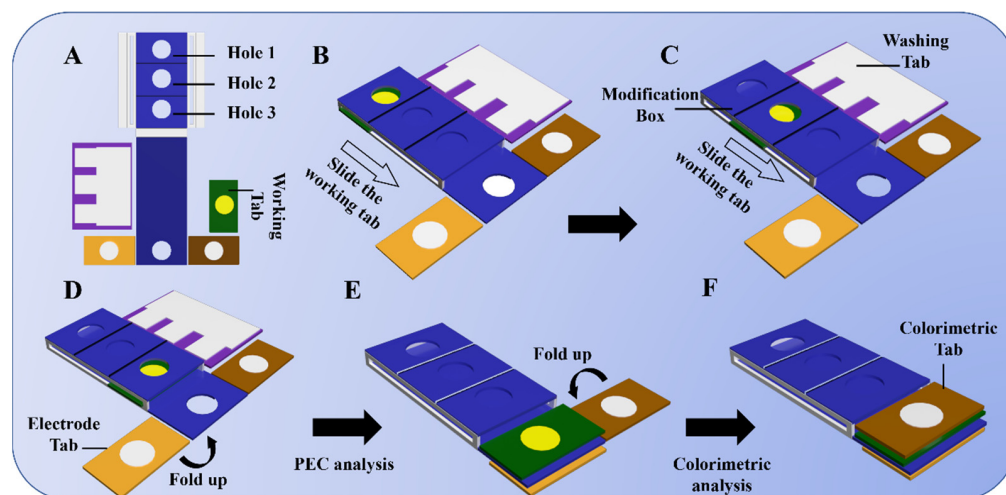 A
Hole 1
Hole 2
Hole 3
Working
Tab
B
Slide the
working tab
C
Washing
Tab
Modification
Box
Slide the
working tab
D
Electrode
Tab
Fold up
PEC analysis
E
Fold up
Colorimetric
analysis
F
Colorimetric
Tab